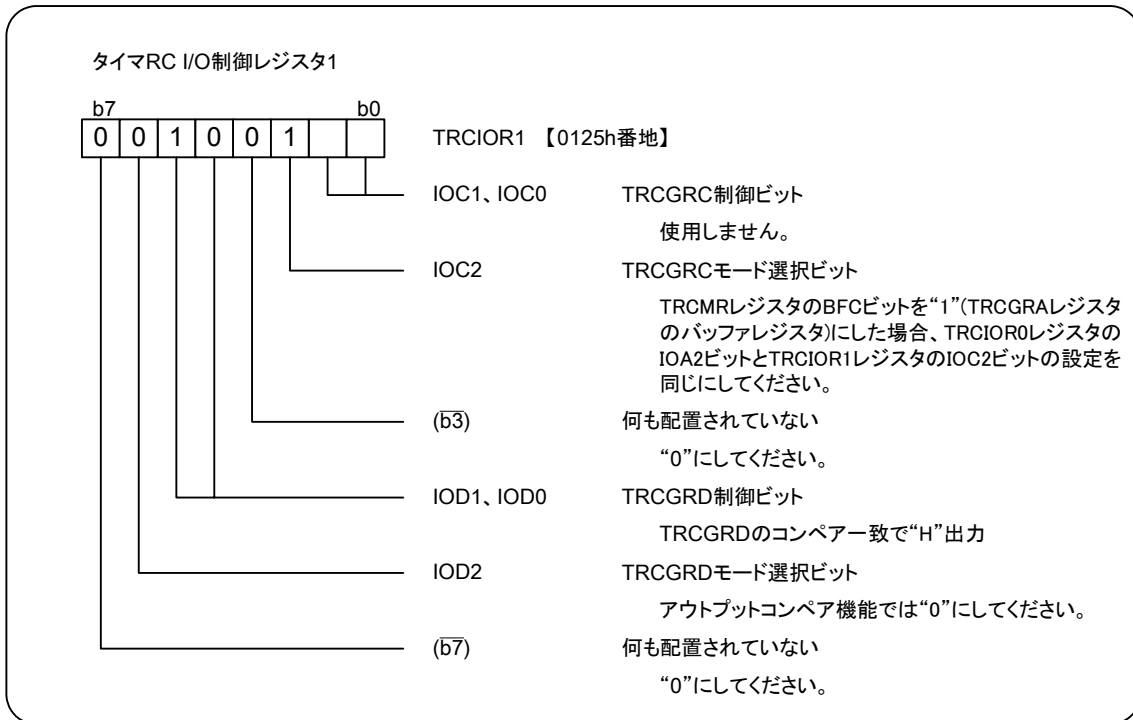 タイマRC I/O制御レジスタ1
b7 b0
0 0 1 0 0 1
TRCIOR1 【0125h番地】
IOC1、IOC0 TRCGRC制御ビット
使用しません。
IOC2 TRCGRCモード選択ビット
TRCMRレジスタのBFCビットを“1”(TRCGRAレジスタ
のバッファレジスタ)にした場合、TRCIOR0レジスタの
IOA2ビットとTRCIOR1レジスタのIOC2ビットの設定を
同じにしてください。
(b3) 何も配置されていない
“0”にしてください。
IOD1、IOD0 TRCGRD制御ビット
TRCGRDのコンペア一致で“H”出力
IOD2 TRCGRDモード選択ビット
アウトプットコンペア機能では“0”にしてください。
(b7) 何も配置されていない
“0”にしてください。